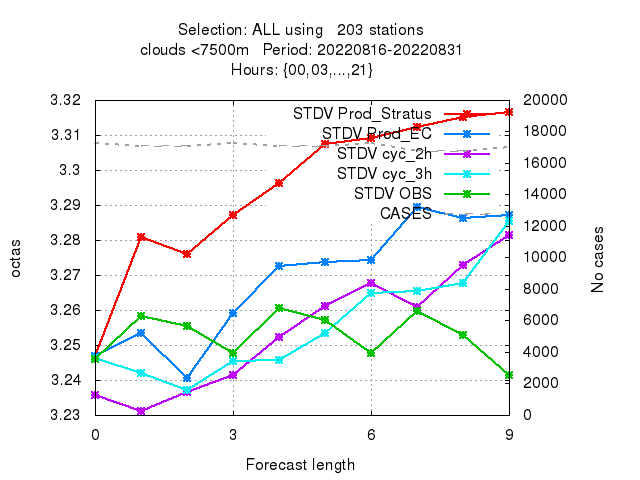 Selection: ALL using   203 stations
clouds <7500m   Period: 20220816-20220831
Hours: {00,03,...,21}
3.32
3.31
3.3
3.29
3.28
3.27
3.26
3.25
3.24
3.23
octas
STDV Prod_Stratus
STDV Prod_EC
STDV cyc_2h
STDV cyc_3h
STDV OBS
CASES
20000
18000
16000
14000
12000
10000
8000
6000
4000
2000
0
No cases
0 3 6 9
Forecast length